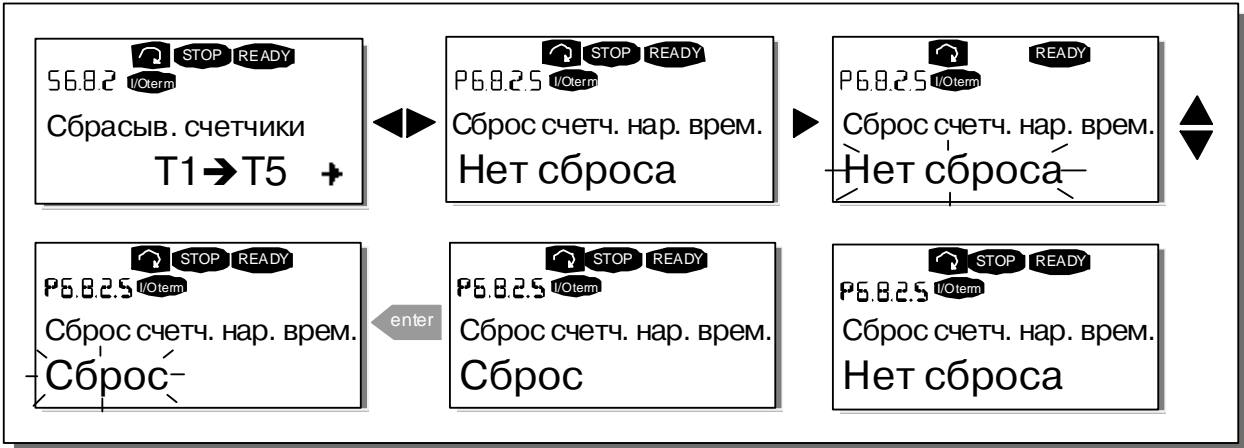 STOP READY
S6.8.2 I/Oterm
Сбрасыв. счетчики
T1➔T5
STOP READY
P6.8.2.5 I/Oterm
Сброс счетч. нар. врем.
Нет сброса
READY
P6.8.2.5 I/Oterm
Сброс счетч. нар. врем.
Нет сброса
STOP READY
P6.8.2.5 I/Oterm
Сброс счетч. нар. врем.
Сброс
enter
STOP READY
P6.8.2.5 I/Oterm
Сброс счетч. нар. врем.
Сброс
STOP READY
P6.8.2.5 I/Oterm
Сброс счетч. нар. врем.
Нет сброса